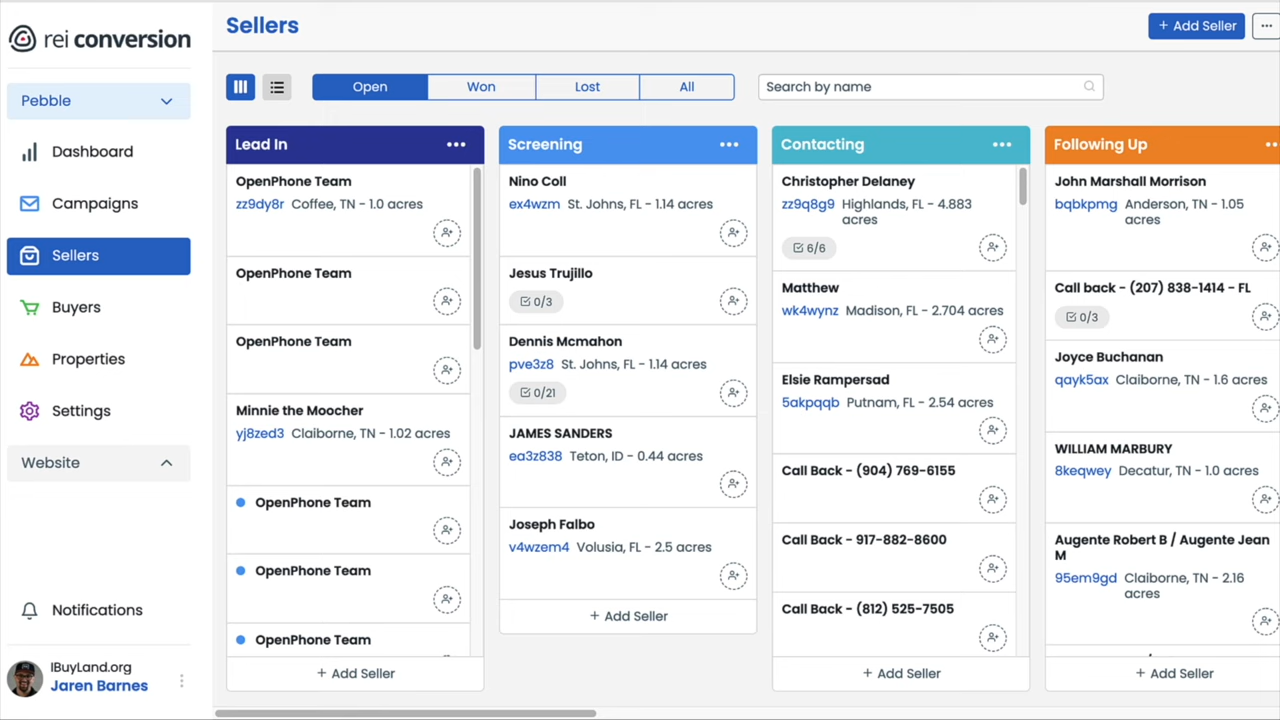 rei conversion
Pebble
Dashboard
Campaigns
Sellers
Buyers
Properties
Settings
Website
Notifications
IBuyLand.org
Jaren Barnes
Sellers
+ Add Seller
Open
Won
Lost
All
Search by name
Lead In
OpenPhone Team
zz9dy8r Coffee, TN - 1.0 acres
OpenPhone Team
OpenPhone Team
Minnie the Moocher
yj8zed3 Claiborne, TN - 1.02 acres
OpenPhone Team
OpenPhone Team
OpenPhone Team
+ Add Seller
Screening
Nino Coll
ex4wzm St. Johns, FL - 1.14 acres
Jesus Trujillo
0/3
Dennis Mcmahon
pve3z8 St. Johns, FL - 1.14 acres
0/21
JAMES SANDERS
ea3z838 Teton, ID - 0.44 acres
Joseph Falbo
v4wzem4 Volusia, FL - 2.5 acres
+ Add Seller
Contacting
Christopher Delaney
zz9q8g9 Highlands, FL - 4.883
acres
6/6
Matthew
wk4wynz Madison, FL - 2.704 acres
Elsie Rampersad
5akpqqb Putnam, FL - 2.54 acres
Call Back - (904) 769-6155
Call Back - 917-882-8600
Call Back - (812) 525-7505
+ Add Seller
Following Up
John Marshall Morrison
bqbkpmg Anderson, TN - 1.05
acres
Call back - (207) 838-1414 - FL
0/3
Joyce Buchanan
qayk5ax Claiborne, TN - 1.6 acres
WILLIAM MARBURY
8keqwey Decatur, TN - 1.0 acres
Augente Robert B / Augente Jean
M
95em9gd Claiborne, TN - 2.16
acres
+ Add Seller